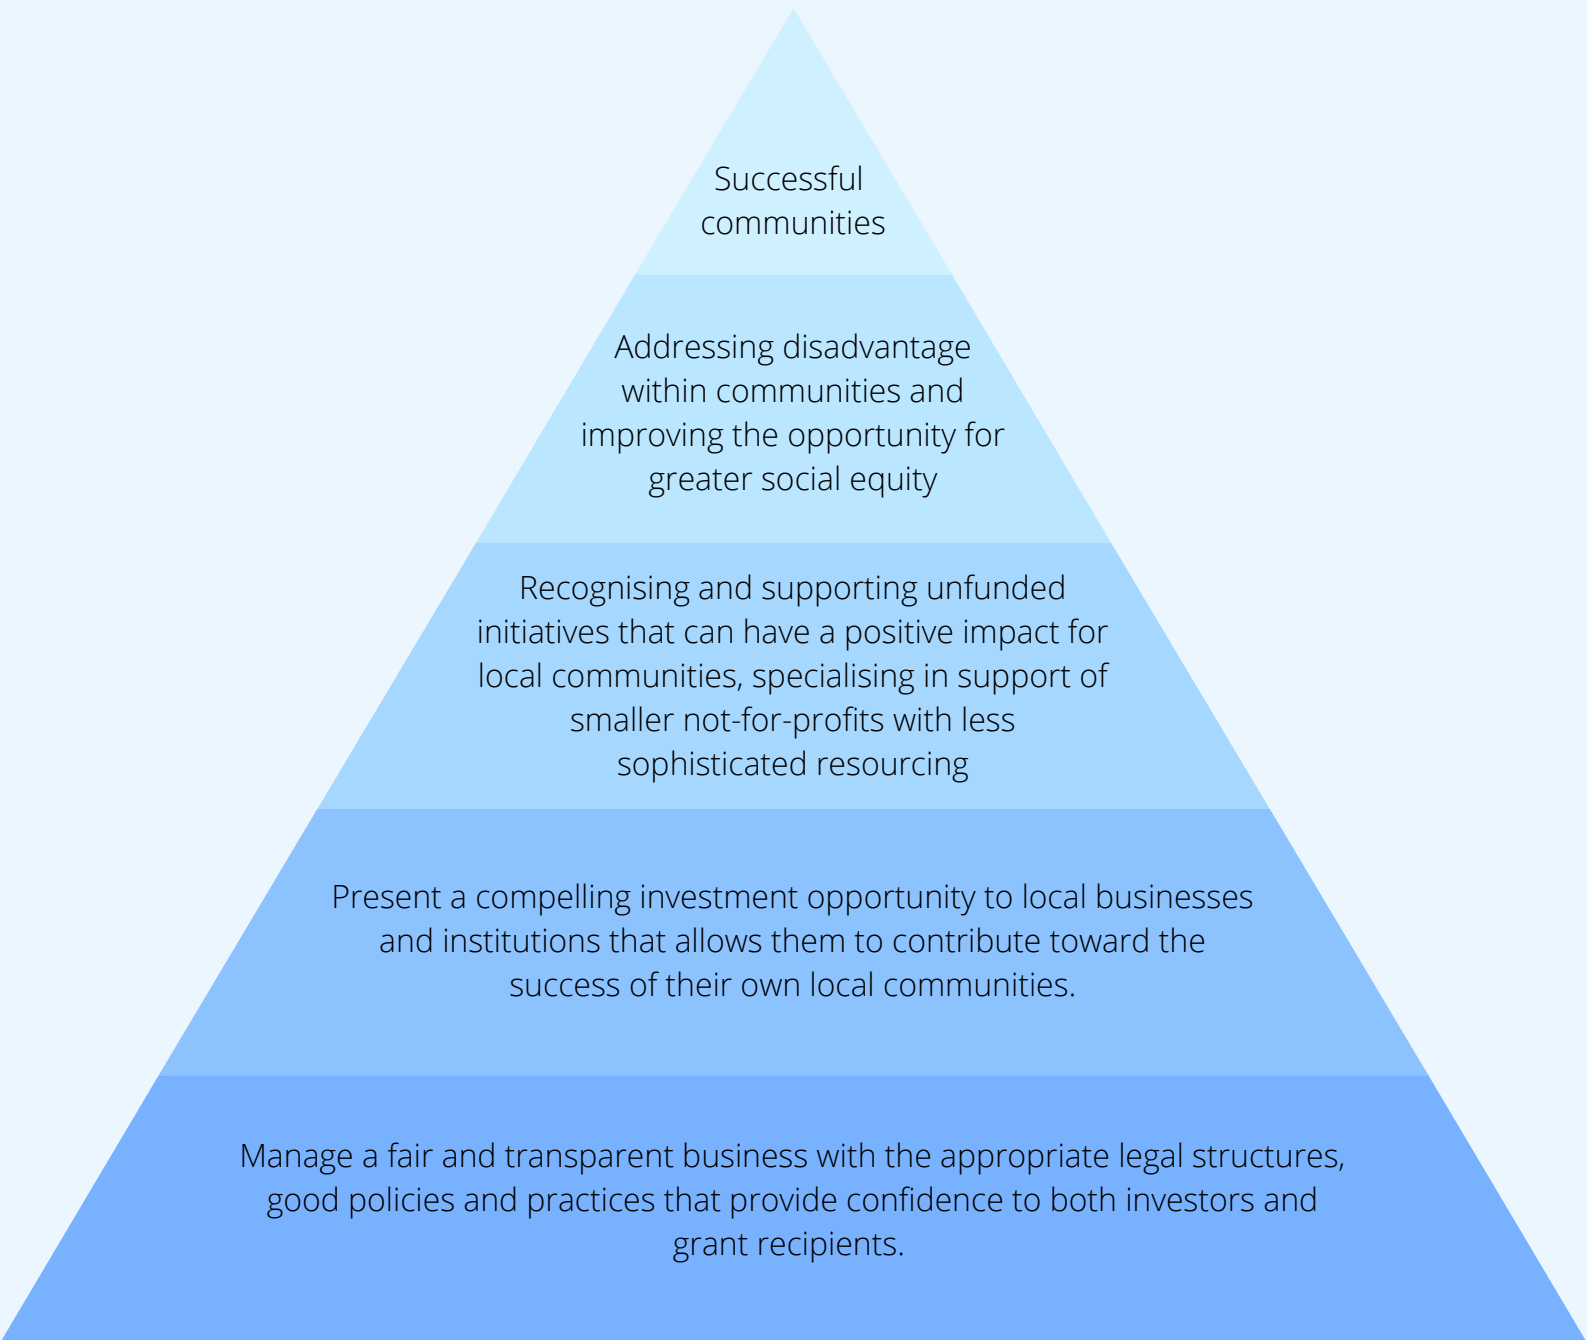 Successful
communities
Addressing disadvantage
within communities and
improving the opportunity for
greater social equity
Recognising and supporting unfunded
initiatives that can have a positive impact for
local communities, specialising in support of
smaller not-for-profits with less
sophisticated resourcing
Present a compelling investment opportunity to local businesses
and institutions that allows them to contribute toward the
success of their own local communities.
Manage a fair and transparent business with the appropriate legal structures,
good policies and practices that provide confidence to both investors and
grant recipients.